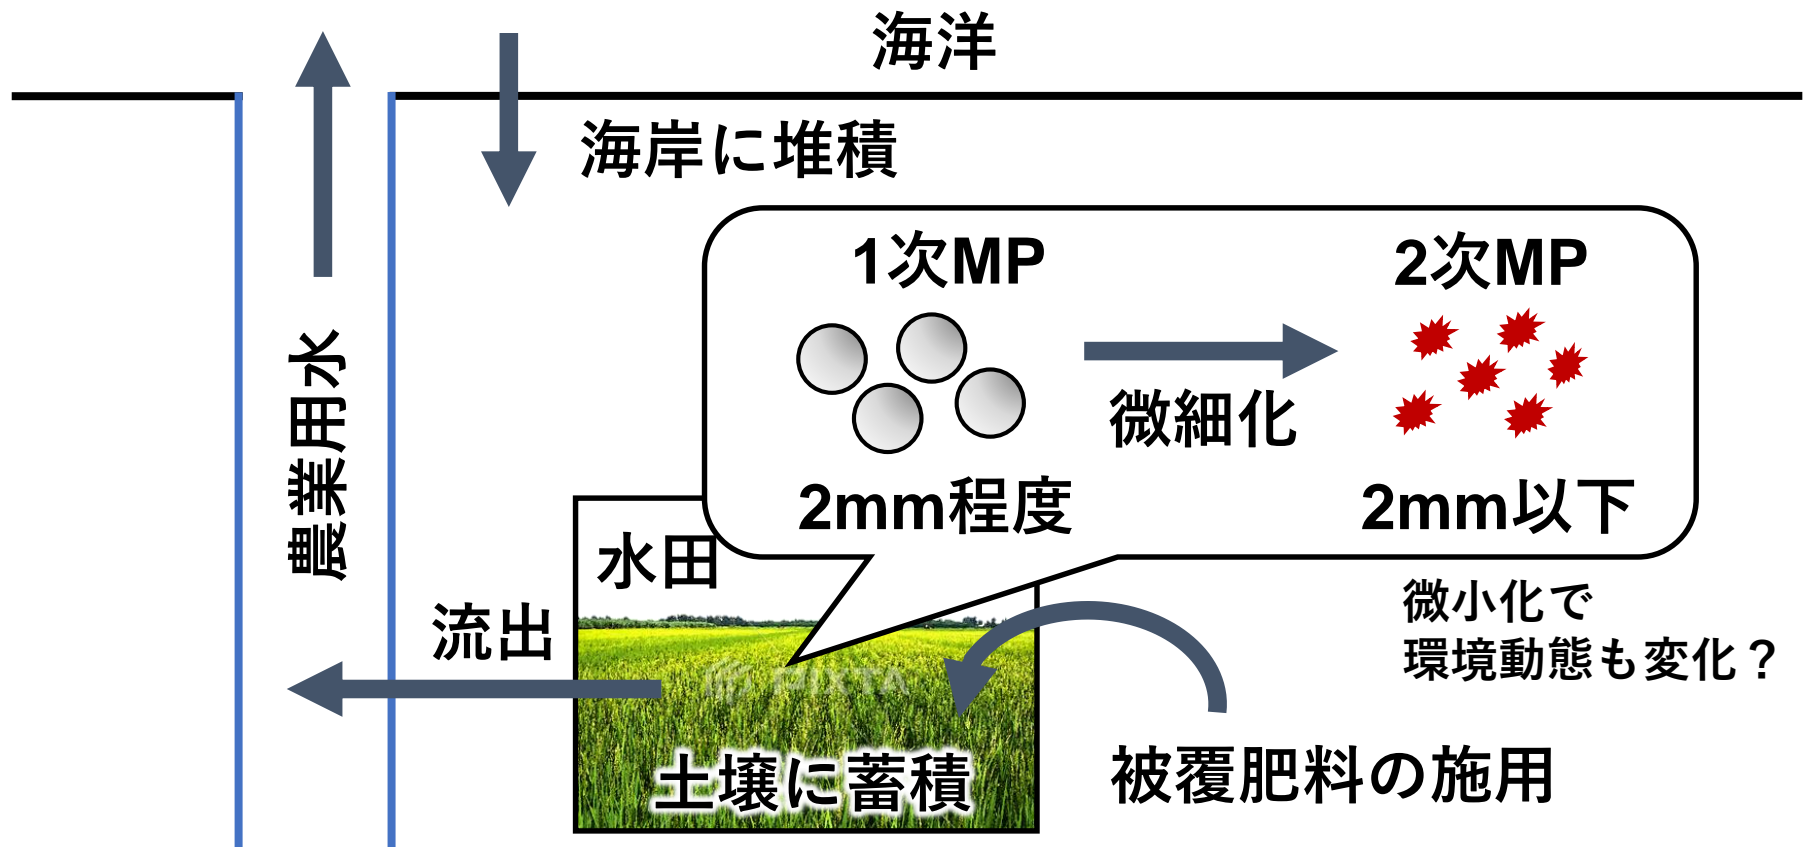 海洋
海岸に堆積
1次MP
2次MP
微細化
2mm程度
2mm以下
農業用水
水田
流出
微小化で
環境動態も変化？
PIXTA
土壌に蓄積
被覆肥料の施用